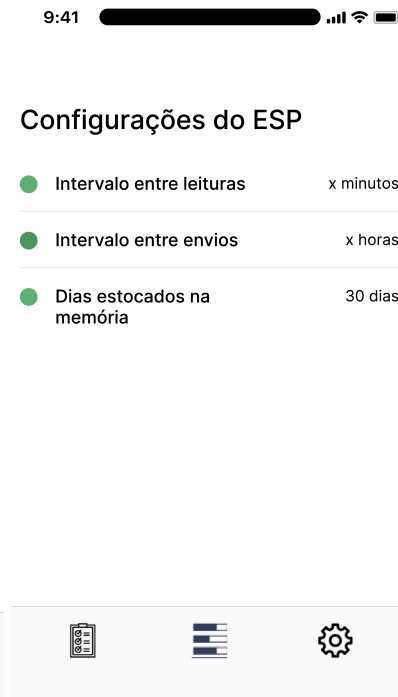 9:41
Configurações do ESP
Intervalo entre leituras x minutos
Intervalo entre envios x horas
Dias estocados na 30 dias
memória